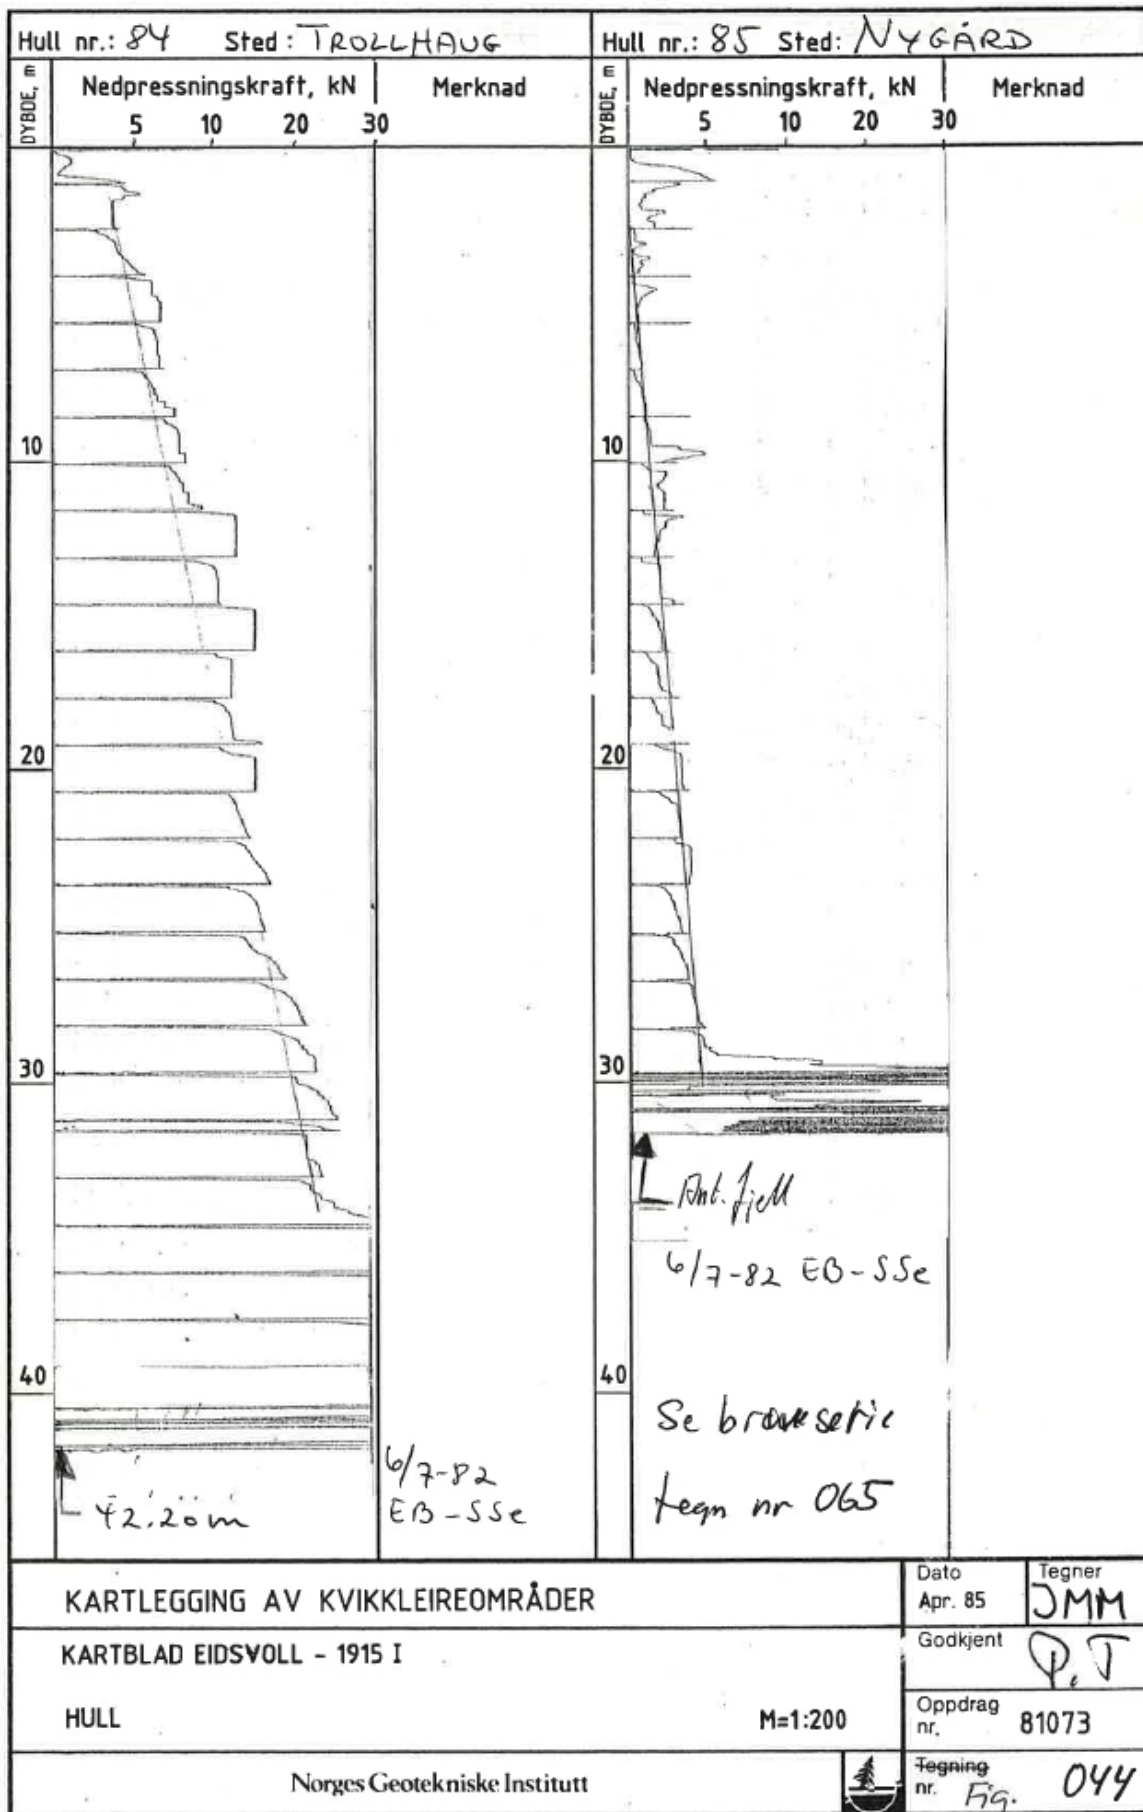 Hull nr.: 84 Sted: TROLLHAUG
DYBDE, m
Nedpressningskraft, kN
Merknad
5 10 20 30
10
20
30
40
42.20 m
6/7-82
EB-SSe
Hull nr.: 85 Sted: NYGÅRD
DYBDE, m
Nedpressningskraft, kN
Merknad
5 10 20 30
10
20
30
40
Ant. fjell
6/7-82 EB-SSe
Se
tegn nr 065
KARTLEGGING AV KVIKKLEIREOMRÅDER
KARTBLAD EIDSVOLL - 1915 I
HULL M=1:200
Norges Geotekniske Institutt
Dato
Apr. 85
Tegner
JMM
Godkjent
P.T
Oppdrag
nr. 81073
Tegning
nr. Fig. 044